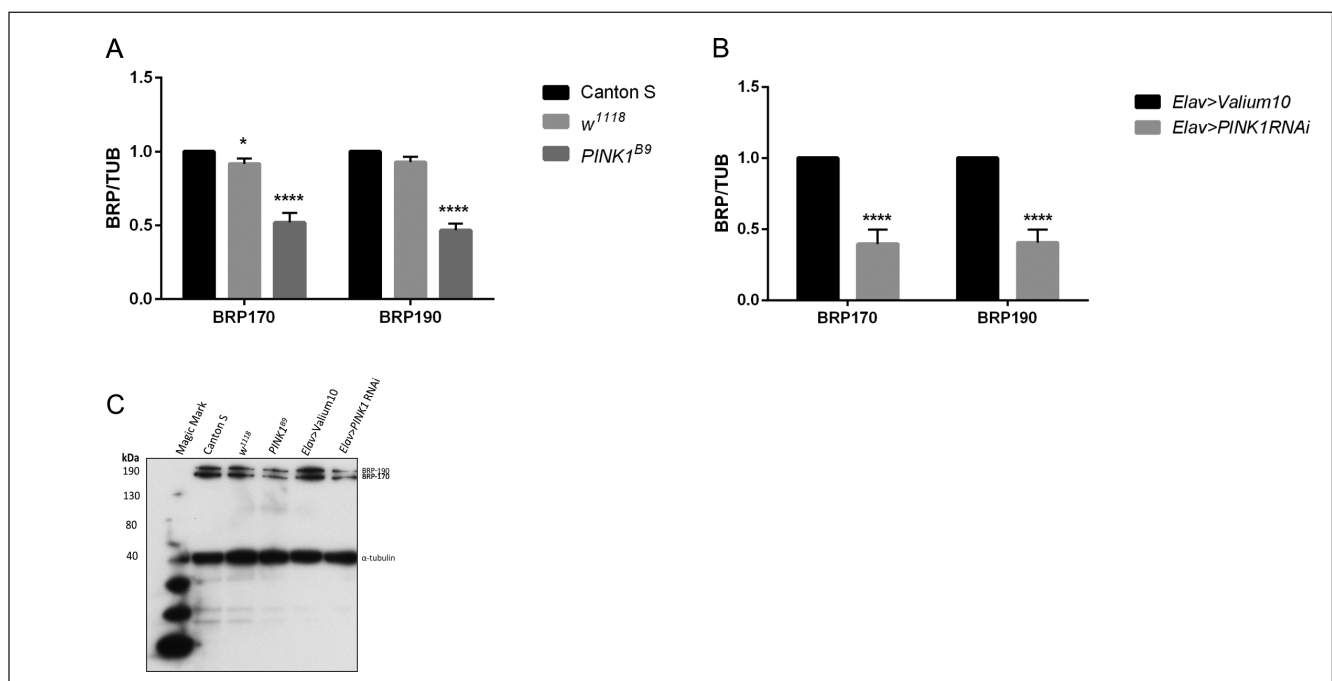 A
1.5
1.0
0.5
0.0
BRP/TUB
*
****
****
BRP170
BRP190
Canton S
w1118
PINK1B9
B
1.5
1.0
0.5
0.0
BRP/TUB
****
****
BRP170
BRP190
Elav>Valium10
Elav>PINK1RNAi
C
Magic Mark
Canton S
w1118
PINK1B9
Elav>Valium10
Elav>PINK1 RNAi
kDa
190
130
80
40
BRP-190
BRP-170
α-tubulin